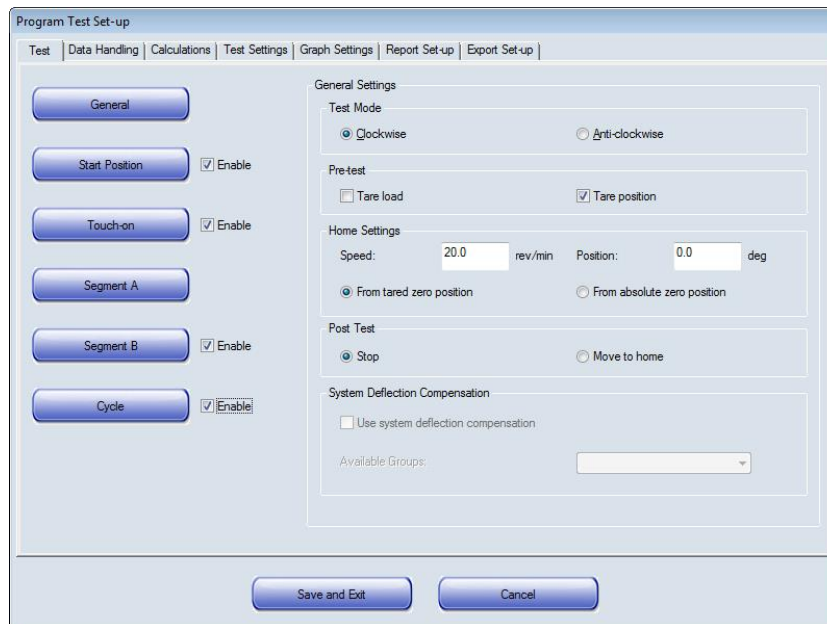 Program Test Set-up
Test Data Handling Calculations Test Settings Graph Settings Report Set-up Export Set-up
General
Start Position Enable
Touch-on Enable
Segment A
Segment B Enable
Cycle Enable
General Settings
Test Mode
Clockwise Anti-clockwise
Pre-test
Tare load Tare position
Home Settings
Speed: 20.0 rev/min Position: 0.0 deg
From tared zero position From absolute zero position
Post Test
Stop Move to home
System Deflection Compensation
Use system deflection compensation
Available Groups:
Save and Exit Cancel